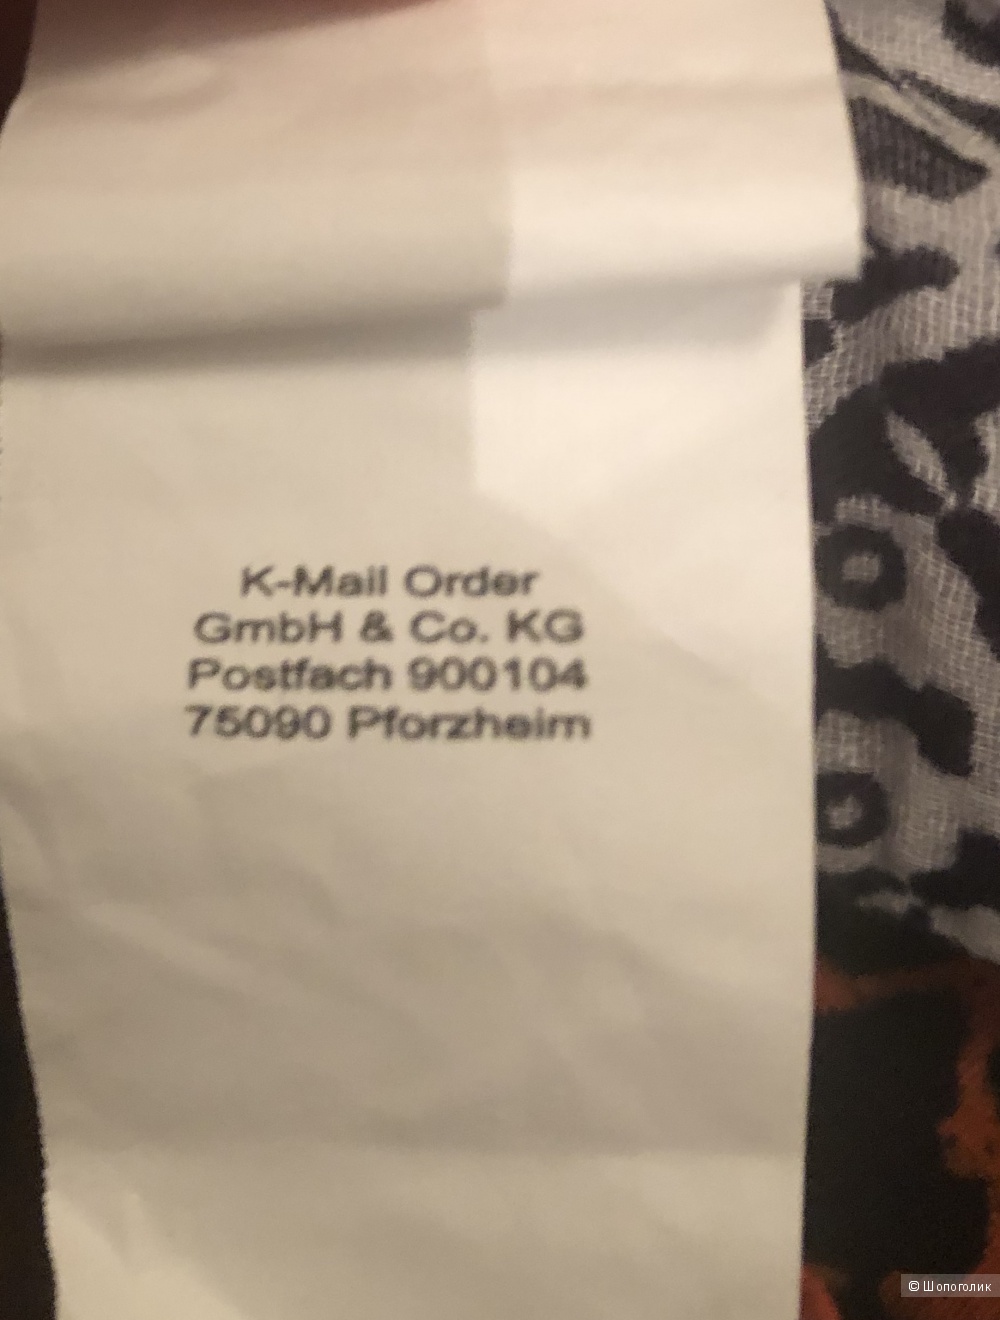 K-Mail Order
GmbH & Co. KG
Postfach 900104
75090 Pforzheim
© Шопоголик